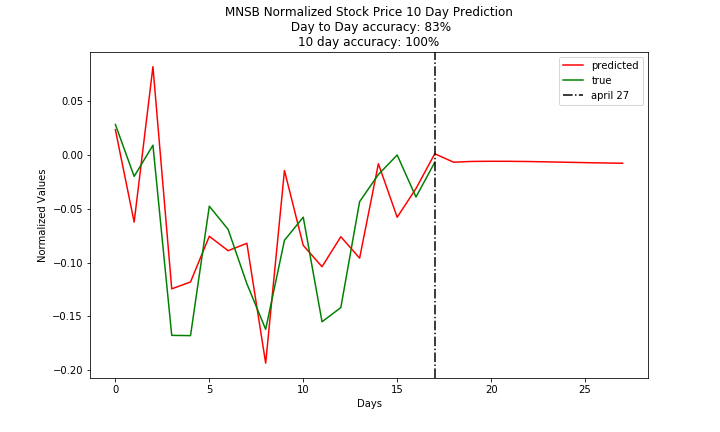 MNSB Normalized Stock Price 10 Day Prediction
Day to Day accuracy: 83%
10 day accuracy: 100%
predicted
true
april 27
Normalized Values
0.05
0.00
−0.05
−0.10
−0.15
−0.20
0
5
10
15
20
25
Days